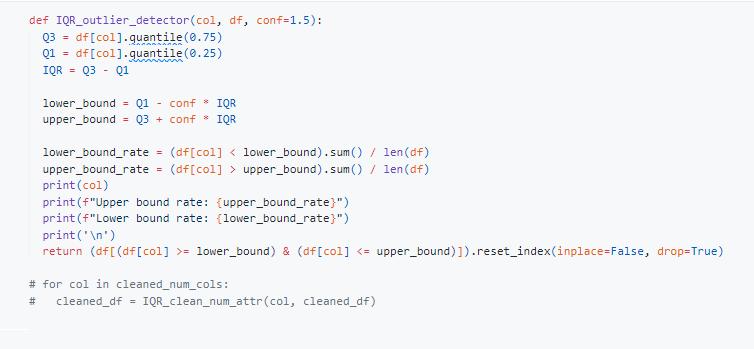 def IQR_outlier_detector(col, df, conf=1.5):
  Q3 = df[col].quantile(0.75)
  Q1 = df[col].quantile(0.25)
  IQR = Q3 - Q1

  lower_bound = Q1 - conf * IQR
  upper_bound = Q3 + conf * IQR

  lower_bound_rate = (df[col] < lower_bound).sum() / len(df)
  upper_bound_rate = (df[col] > upper_bound).sum() / len(df)
  print(col)
  print(f"Upper bound rate: {upper_bound_rate}")
  print(f"Lower bound rate: {lower_bound_rate}")
  print('\n')
  return (df[(df[col] >= lower_bound) & (df[col] <= upper_bound)]).reset_index(inplace=False, drop=True)

# for col in cleaned_num_cols:
#   cleaned_df = IQR_clean_num_attr(col, cleaned_df)